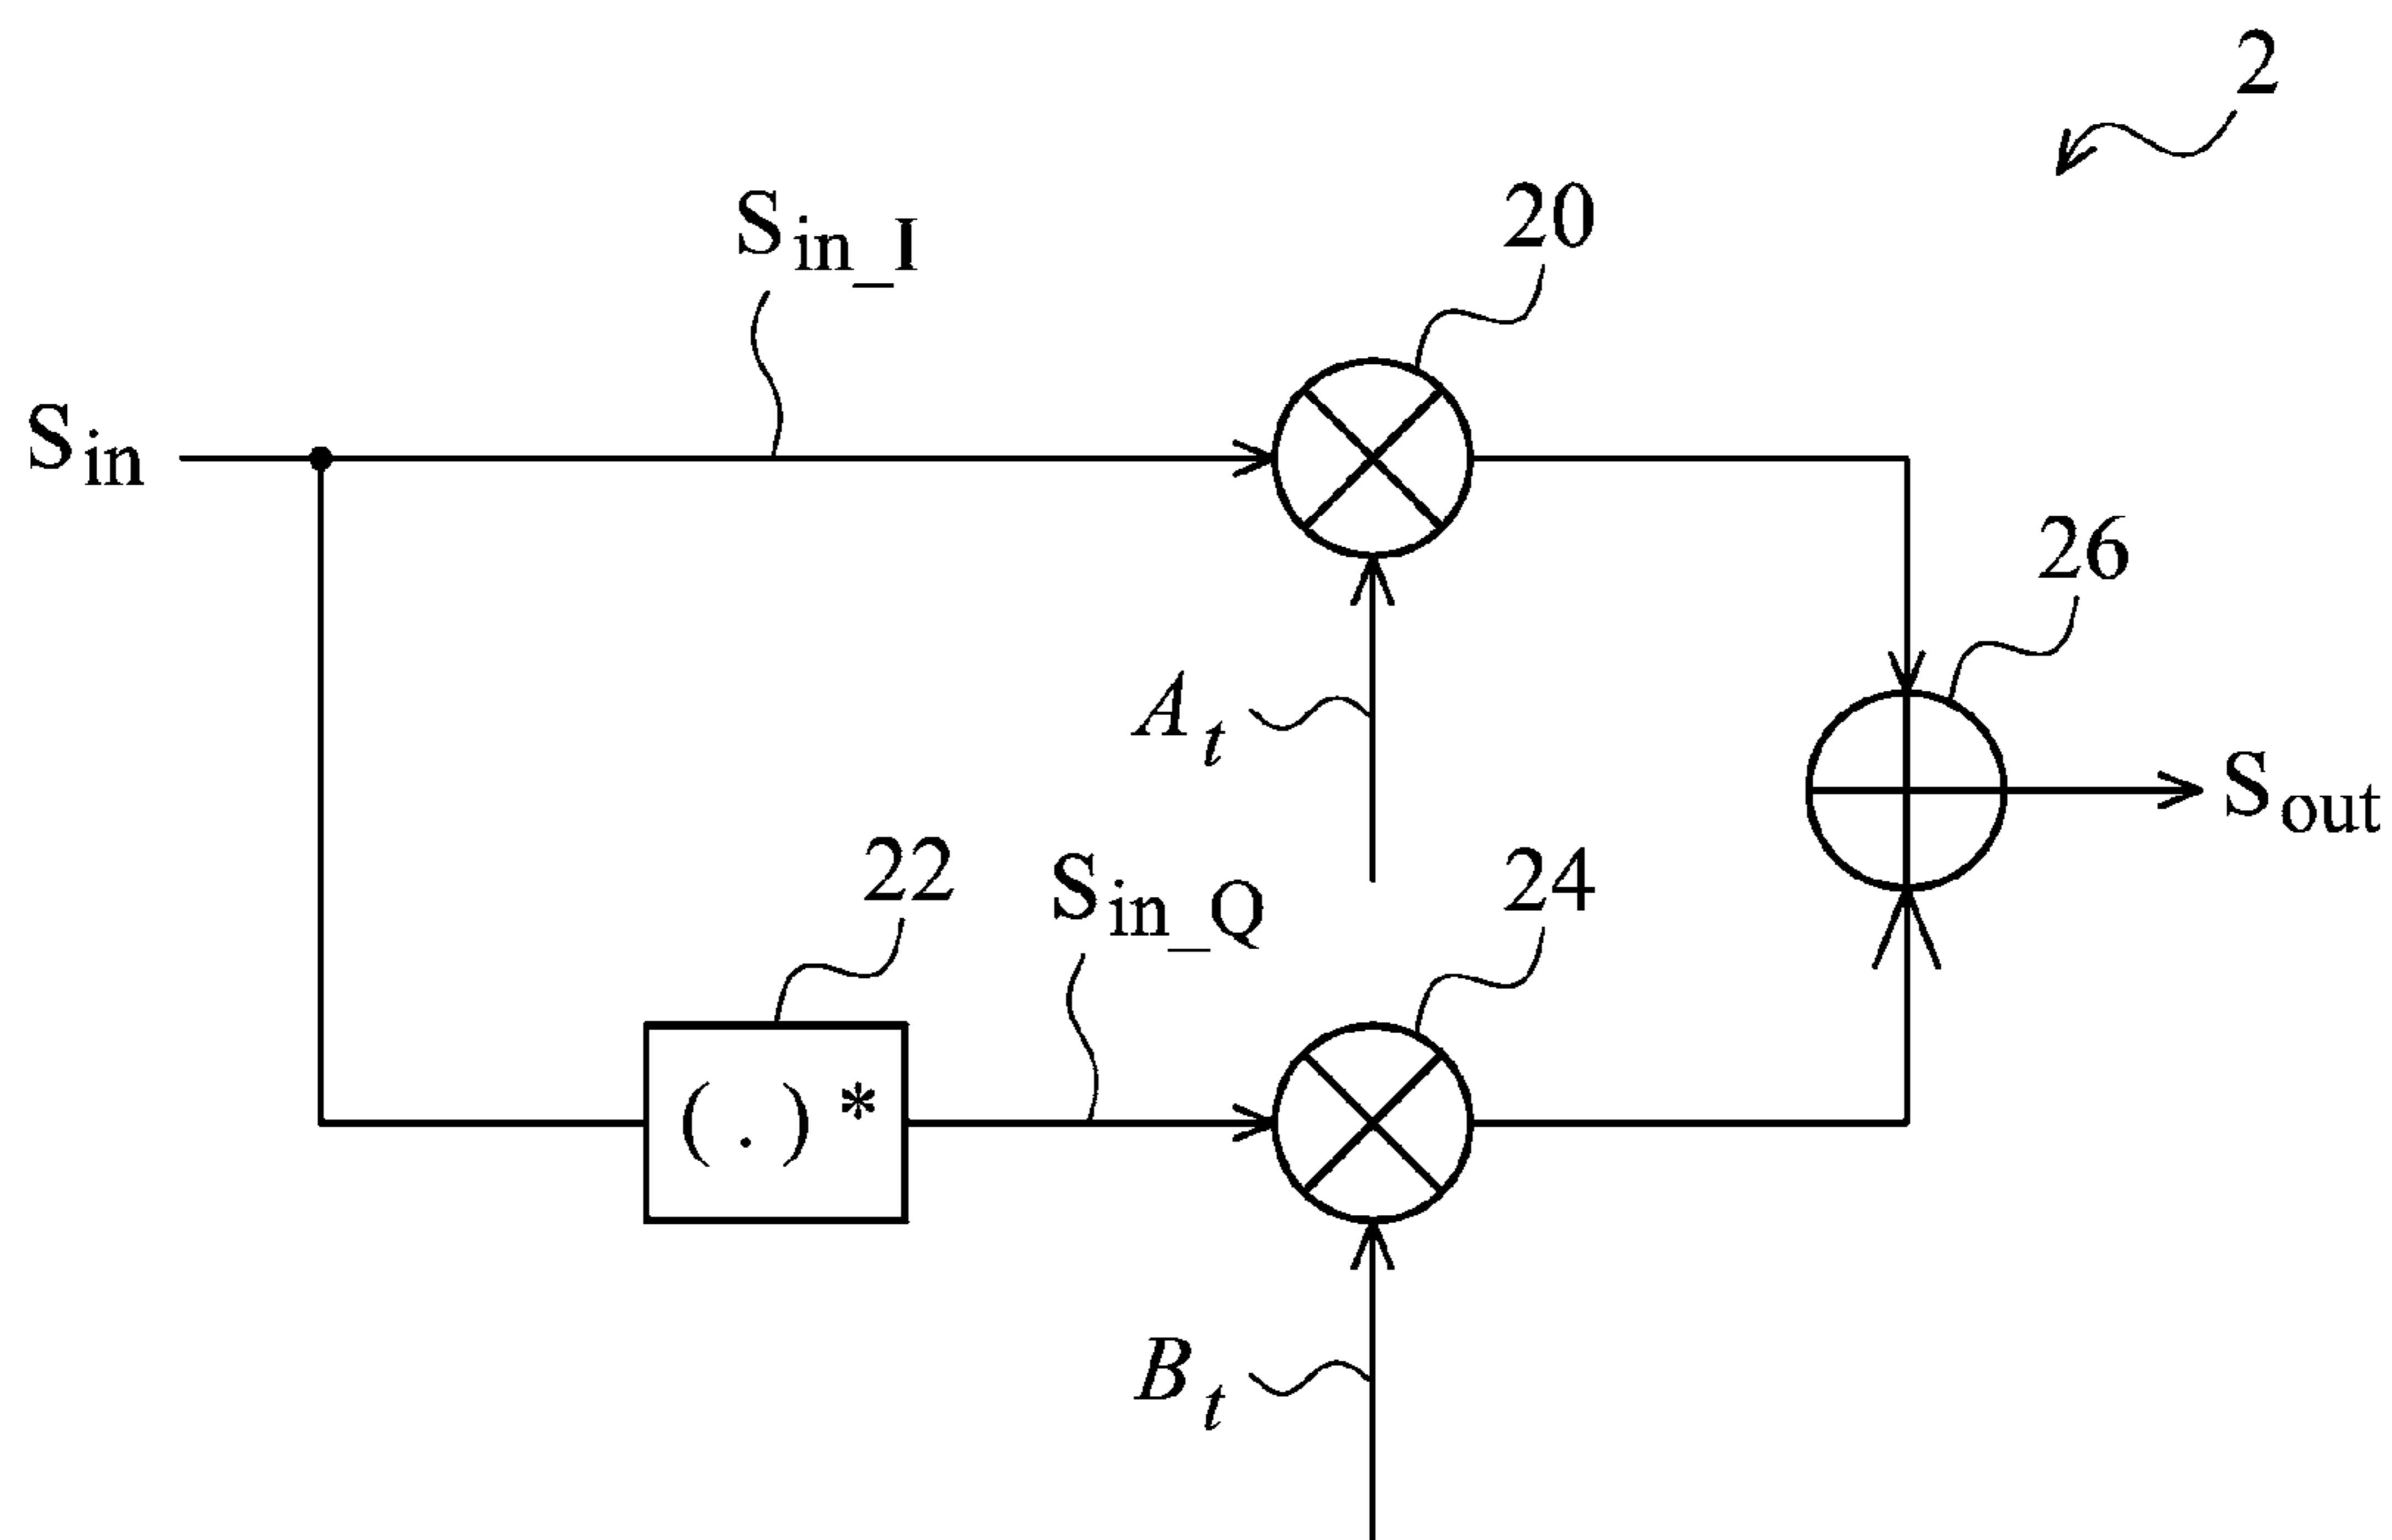 2
20
S_in_I
S_in
26
A_t
S_out
22
S_in_Q
24
( . ) *
B_t